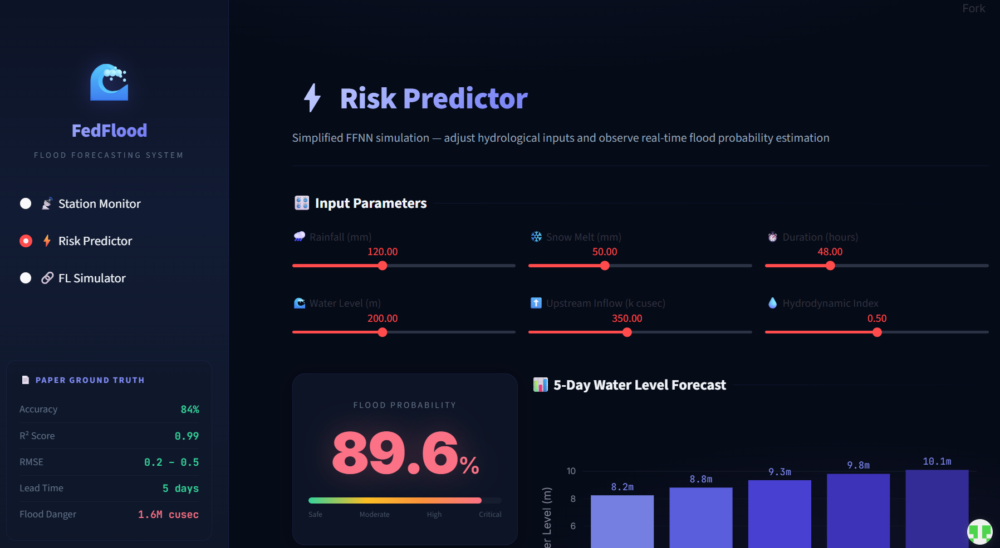 Fork
FedFlood
FLOOD FORECASTING SYSTEM
Station Monitor
Risk Predictor
FL Simulator
PAPER GROUND TRUTH
Accuracy 84%
R² Score 0.99
RMSE 0.2 – 0.5
Lead Time 5 days
Flood Danger 1.6M cusec
Risk Predictor
Simplified FFNN simulation — adjust hydrological inputs and observe real-time flood probability estimation
Input Parameters
Rainfall (mm)
120.00
Snow Melt (mm)
50.00
Duration (hours)
48.00
Water Level (m)
200.00
Upstream Inflow (k cusec)
350.00
Hydrodynamic Index
0.50
FLOOD PROBABILITY
89.6%
Safe Moderate High Critical
5-Day Water Level Forecast
er Level (m)
10
8
6
8.2m
8.8m
9.3m
9.8m
10.1m